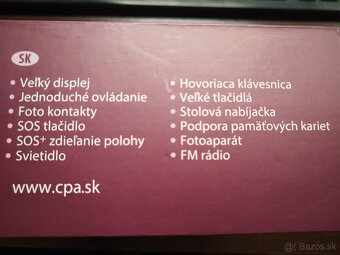 SK
• Veľký displej
• Jednoduché ovládanie
• Foto kontakty
• SOS tlačidlo
• SOS+ zdieľanie polohy
• Svietidlo
• Hovoriaca klávesnica
• Veľké tlačidlá
• Stolová nabíjačka
• Podpora pamäťových kariet
• Fotoaparát
• FM rádio
www.cpa.sk
Bazos.sk